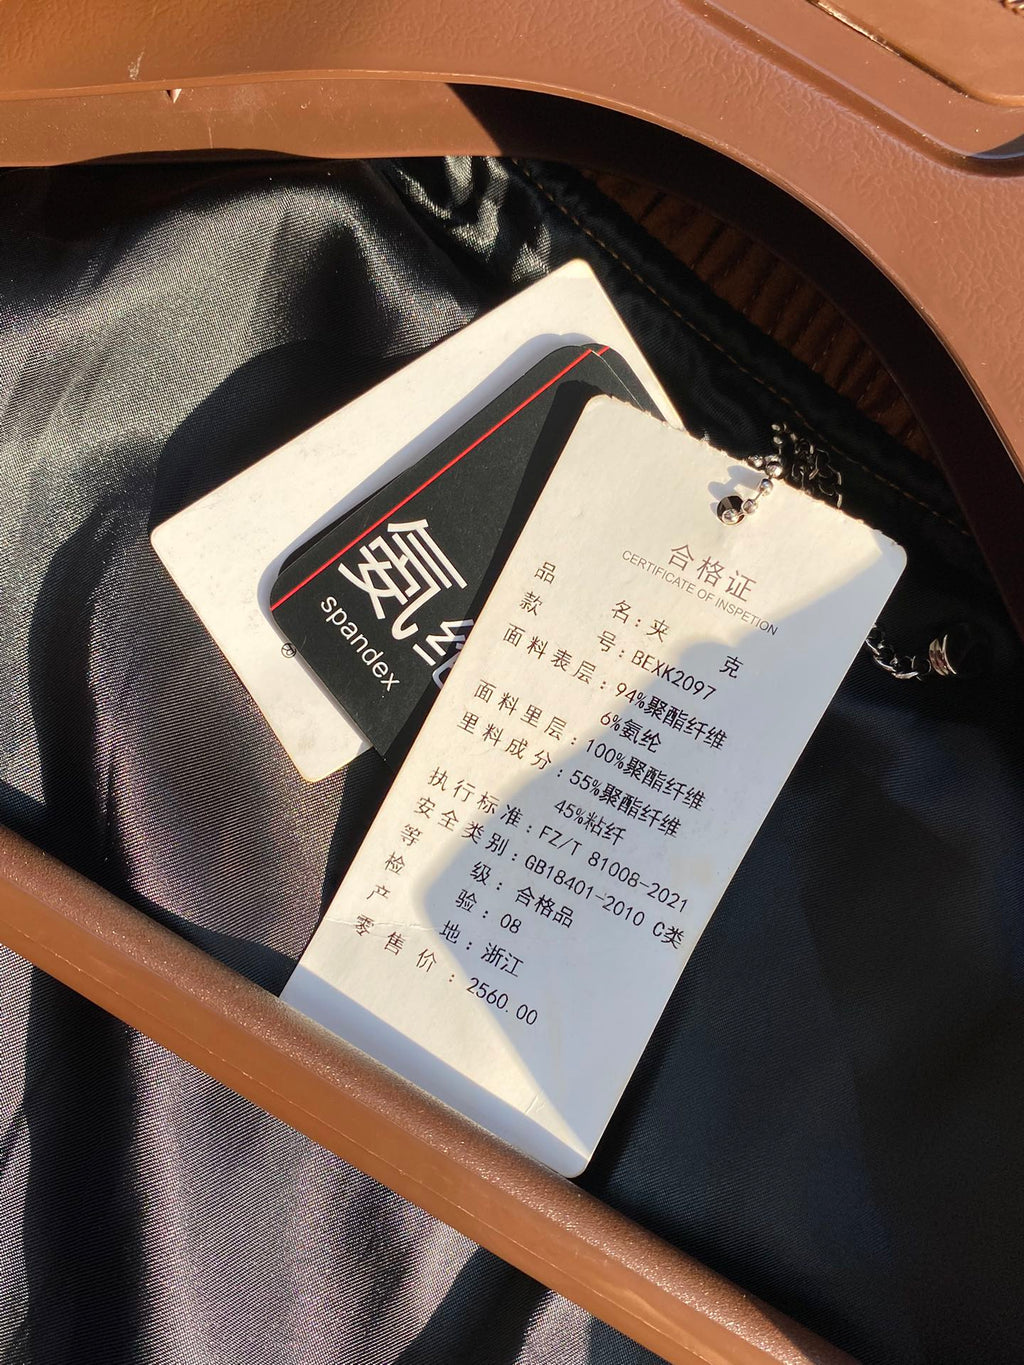 氨纶
spandex
合格证
CERTIFICATE OF INSPETION
品 名：夹 克
款 号：BEXK2097
面料表层：94%聚酯纤维
6%氨纶
面料里层：100%聚酯纤维
里料成分：55%聚酯纤维
45%粘纤
执行标准：FZ/T 81008-2021
安全类别：GB18401-2010 C类
等 级：合格品
检 验：08
产 地：浙江
零售价：2560.00